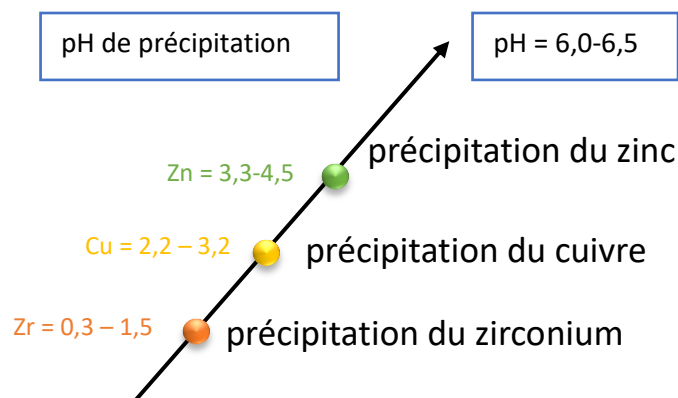 pH de précipitation
pH = 6,0-6,5
précipitation du zinc
Zn = 3,3-4,5
Cu = 2,2 – 3,2
précipitation du cuivre
Zr = 0,3 – 1,5
précipitation du zirconium